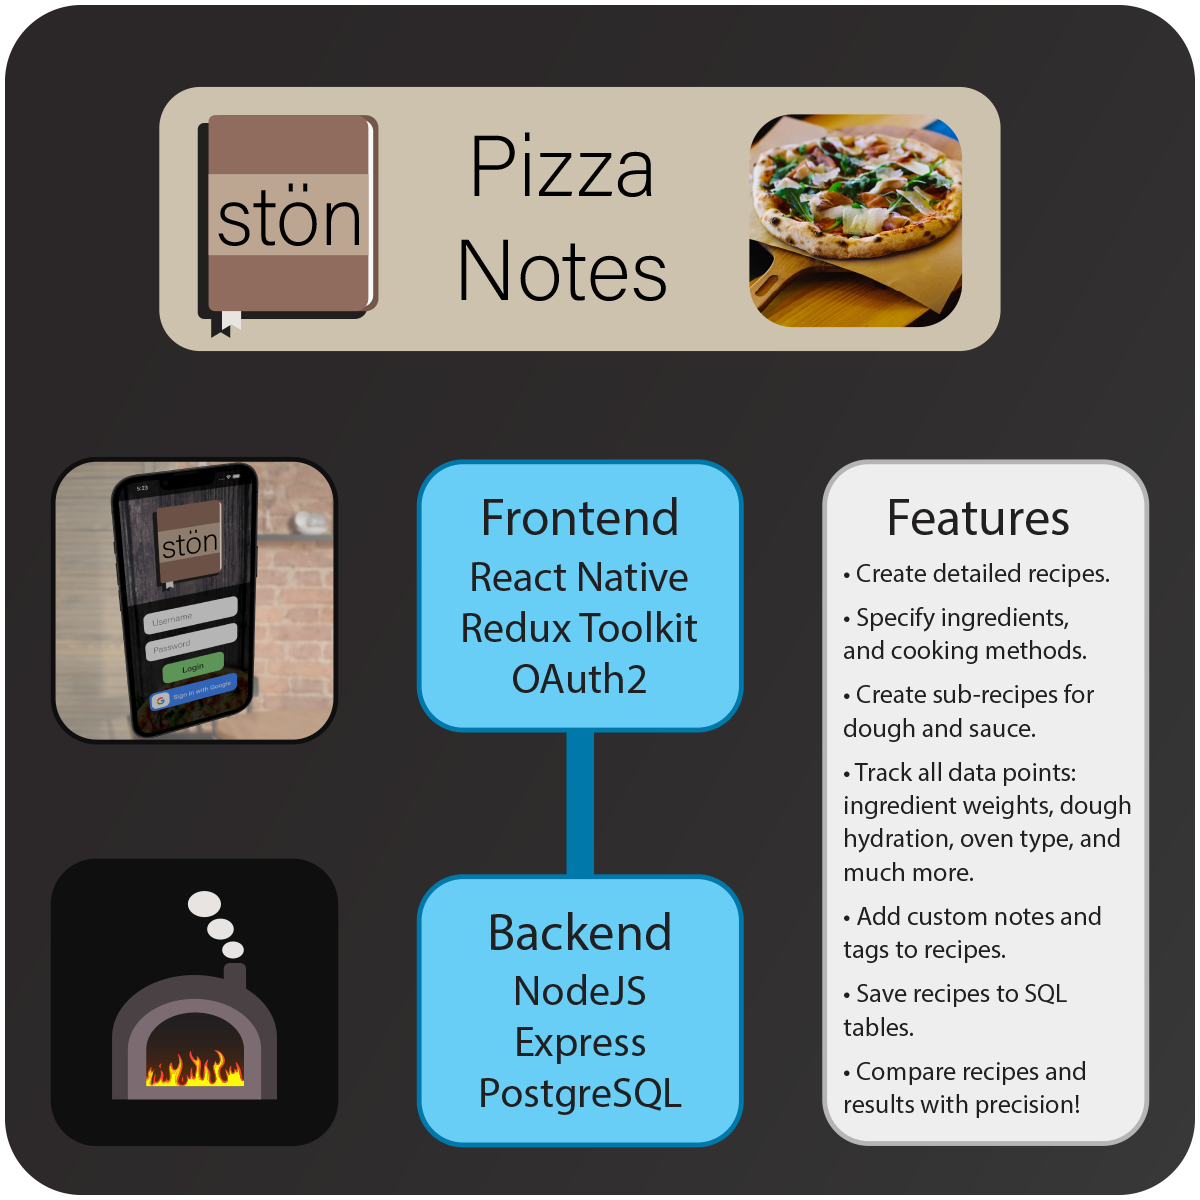 stön
Pizza
Notes
5:23
stön
Username
Password
Login
G Sign in with Google
Frontend
React Native
Redux Toolkit
OAuth2
Backend
NodeJS
Express
PostgreSQL
Features
• Create detailed recipes.
• Specify ingredients,
and cooking methods.
• Create sub-recipes for
dough and sauce.
• Track all data points:
ingredient weights, dough
hydration, oven type, and
much more.
• Add custom notes and
tags to recipes.
• Save recipes to SQL
tables.
• Compare recipes and
results with precision!